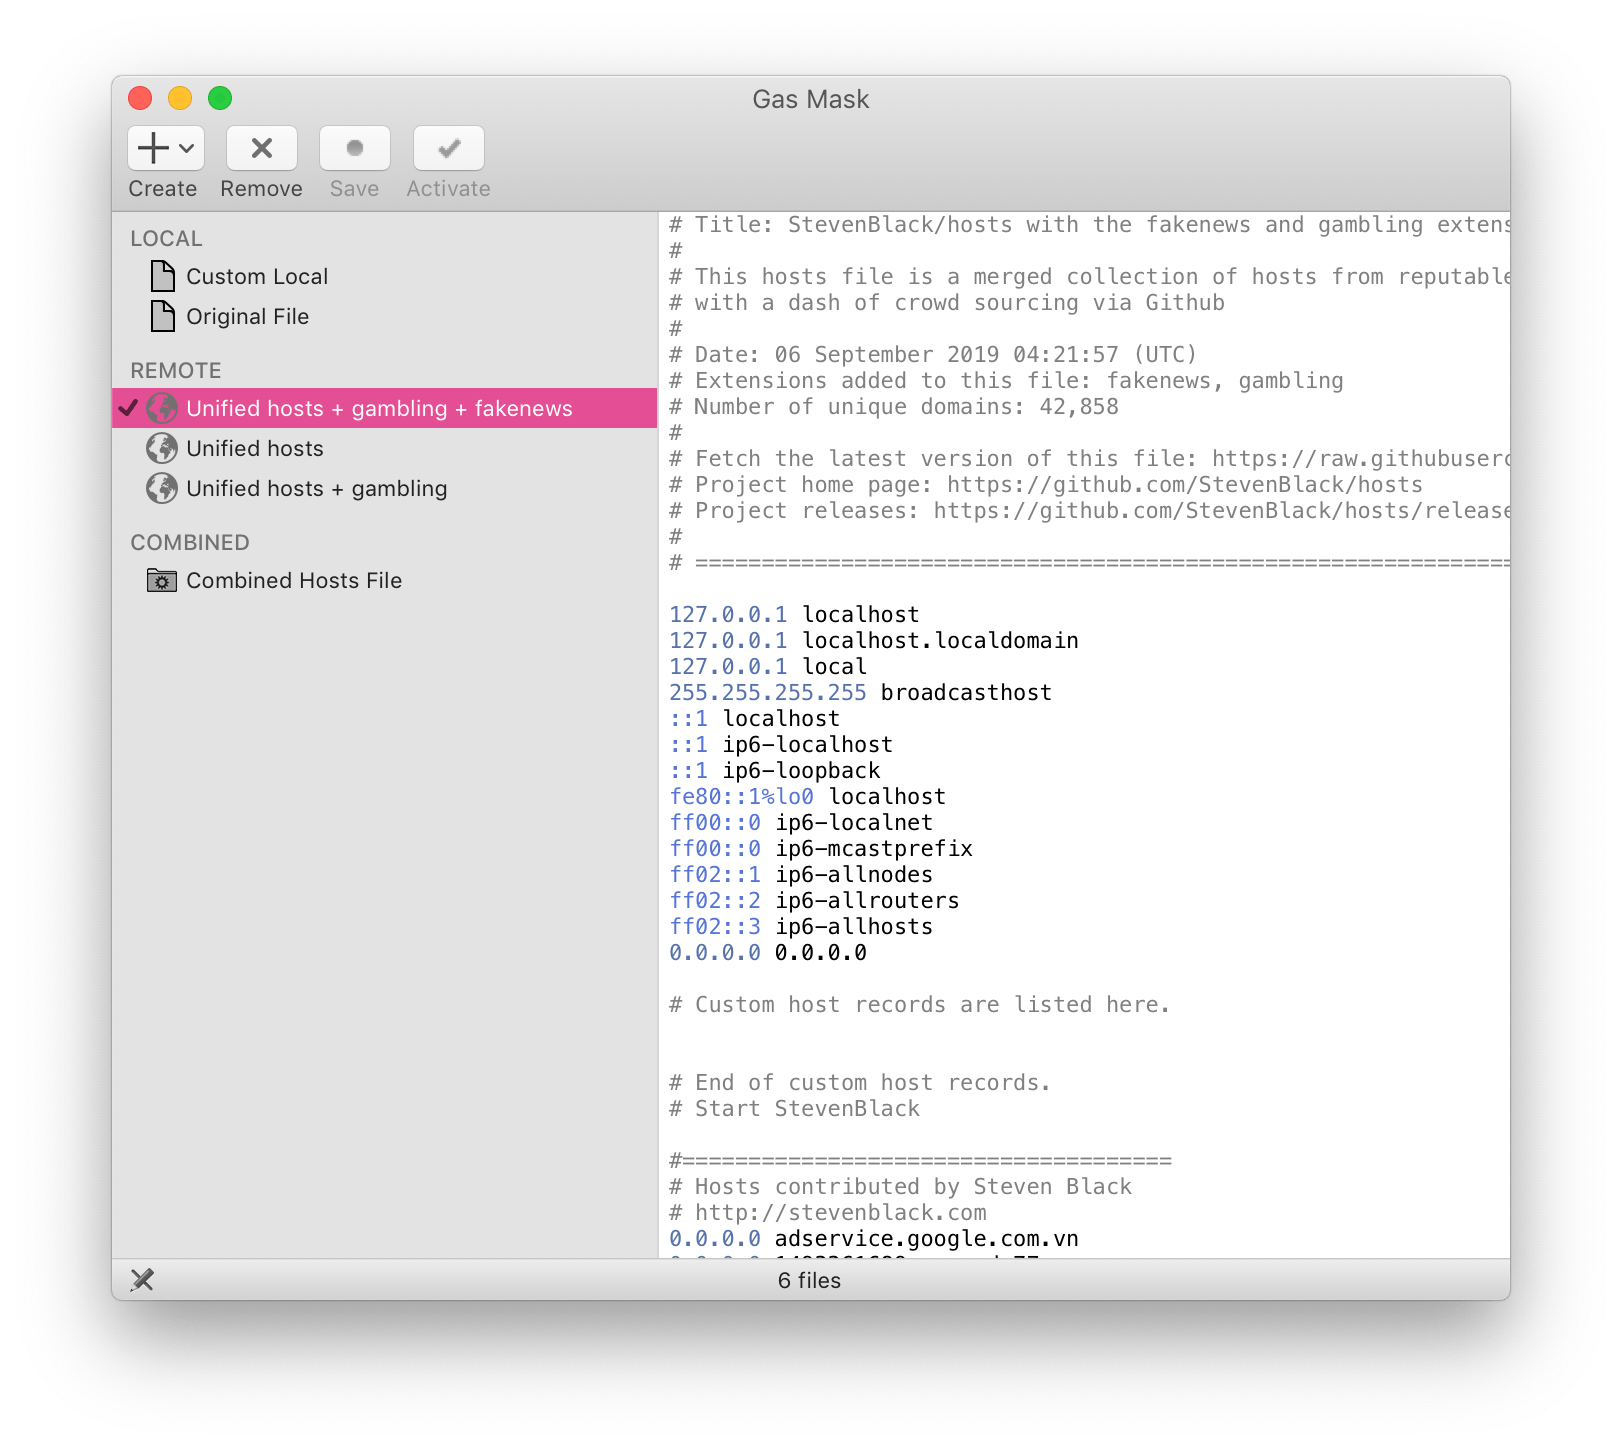 Gas Mask
Create Remove Save Activate
LOCAL
Custom Local
Original File
REMOTE
Unified hosts + gambling + fakenews
Unified hosts
Unified hosts + gambling
COMBINED
Combined Hosts File
# Title: StevenBlack/hosts with the fakenews and gambling extens
#
# This hosts file is a merged collection of hosts from reputable
# with a dash of crowd sourcing via Github
#
# Date: 06 September 2019 04:21:57 (UTC)
# Extensions added to this file: fakenews, gambling
# Number of unique domains: 42,858
#
# Fetch the latest version of this file: https://raw.githubuserc
# Project home page: https://github.com/StevenBlack/hosts
# Project releases: https://github.com/StevenBlack/hosts/release
#
# ==============================================================
127.0.0.1 localhost
127.0.0.1 localhost.localdomain
127.0.0.1 local
255.255.255.255 broadcasthost
::1 localhost
::1 ip6-localhost
::1 ip6-loopback
fe80::1%lo0 localhost
ff00::0 ip6-localnet
ff00::0 ip6-mcastprefix
ff02::1 ip6-allnodes
ff02::2 ip6-allrouters
ff02::3 ip6-allhosts
0.0.0.0 0.0.0.0
# Custom host records are listed here.
# End of custom host records.
# Start StevenBlack
#=====================================
# Hosts contributed by Steven Black
# http://stevenblack.com
0.0.0.0 adservice.google.com.vn
6 files